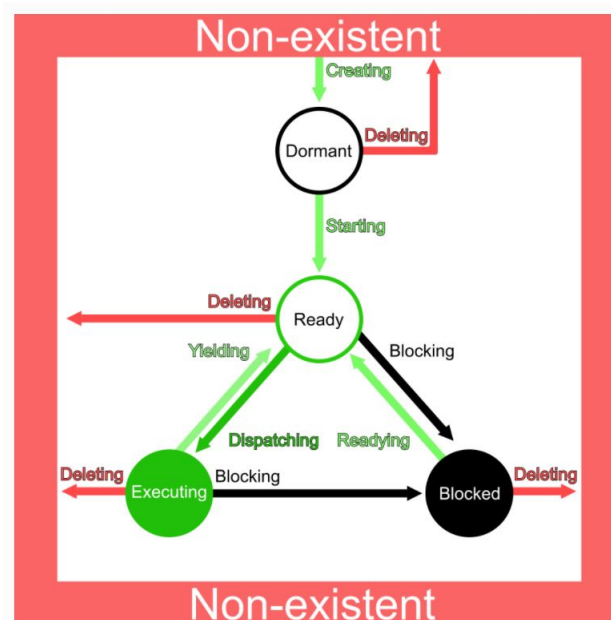 Non-existent
Creating
Deleting
Dormant
Starting
Deleting
Ready
Yielding
Blocking
Dispatching
Readying
Deleting
Blocking
Deleting
Executing
Blocked
Non-existent